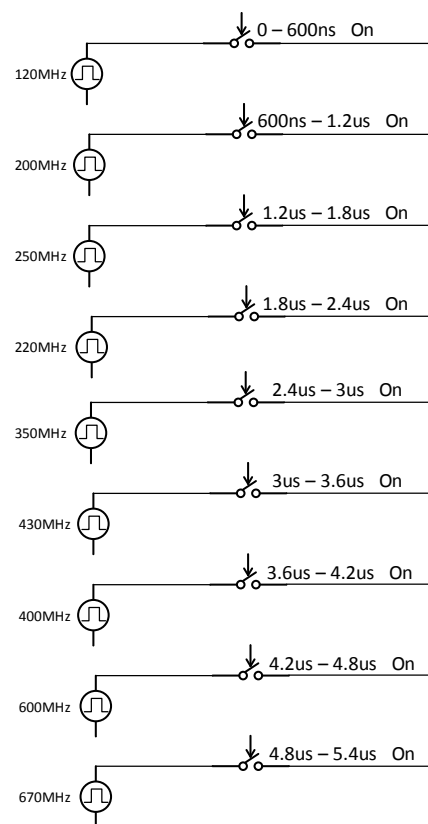 0 – 600ns On
120MHz
600ns – 1.2us On
200MHz
1.2us – 1.8us On
250MHz
1.8us – 2.4us On
220MHz
2.4us – 3us On
350MHz
3us – 3.6us On
430MHz
3.6us – 4.2us On
400MHz
4.2us – 4.8us On
600MHz
4.8us – 5.4us On
670MHz